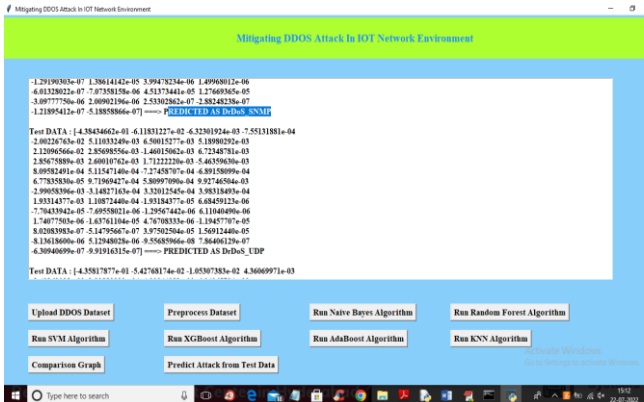 Mitigating DDOS Attack In IOT Network Environment
Mitigating DDOS Attack In IOT Network Environment
-1.29190303e-07 1.38614142e-05 3.99478234e-06 1.49968012e-06
-6.01328022e-07 -7.07358158e-06 4.51373441e-05 1.27669365e-05
-3.09777750e-06 2.00902196e-06 2.53302862e-07 -2.88248238e-07
-1.21895412e-07 -5.18858866e-07] ===> PREDICTED AS DrDoS_SNMP
Test DATA : [-4.38434662e-01 -6.11831227e-02 -6.32301924e-03 -7.55131881e-04
-2.00226763e-02 5.11033249e-03 6.50015277e-03 5.18980292e-03
2.12096566e-02 2.85698556e-03 -1.46015062e-03 6.72348781e-03
2.85675889e-03 2.60010762e-03 1.71222220e-03 -5.46359630e-03
8.09582491e-04 5.11547140e-04 -7.27458707e-04 -6.89158099e-04
6.77835830e-05 9.71969427e-04 5.80997090e-04 9.92746504e-03
-2.99058396e-03 -3.14827163e-04 3.32012545e-04 3.98318493e-04
1.93314377e-03 1.10872440e-04 -1.93184377e-05 6.68459123e-06
-7.70433942e-05 -7.69558021e-06 -1.29567442e-06 6.11040490e-06
1.74077503e-06 -1.63761104e-05 4.76708333e-06 -1.19457707e-05
8.02083983e-07 -5.14795667e-07 3.97502504e-05 1.56912440e-05
-8.13618600e-06 5.12948028e-06 -9.55685966e-08 7.86406129e-07
-6.30940699e-07 -9.91916315e-07] ===> PREDICTED AS DrDoS_UDP
Test DATA : [-4.35817877e-01 -5.42768174e-02 -1.05307383e-02 4.36069971e-03
Upload DDOS Dataset
Preprocess Dataset
Run Naive Bayes Algorithm
Run Random Forest Algorithm
Run SVM Algorithm
Run XGBoost Algorithm
Run AdaBoost Algorithm
Run KNN Algorithm
Activate Windows
Go to Settings to activate Windows.
Comparison Graph
Predict Attack from Test Data
Type here to search
15:12
22-07-2022